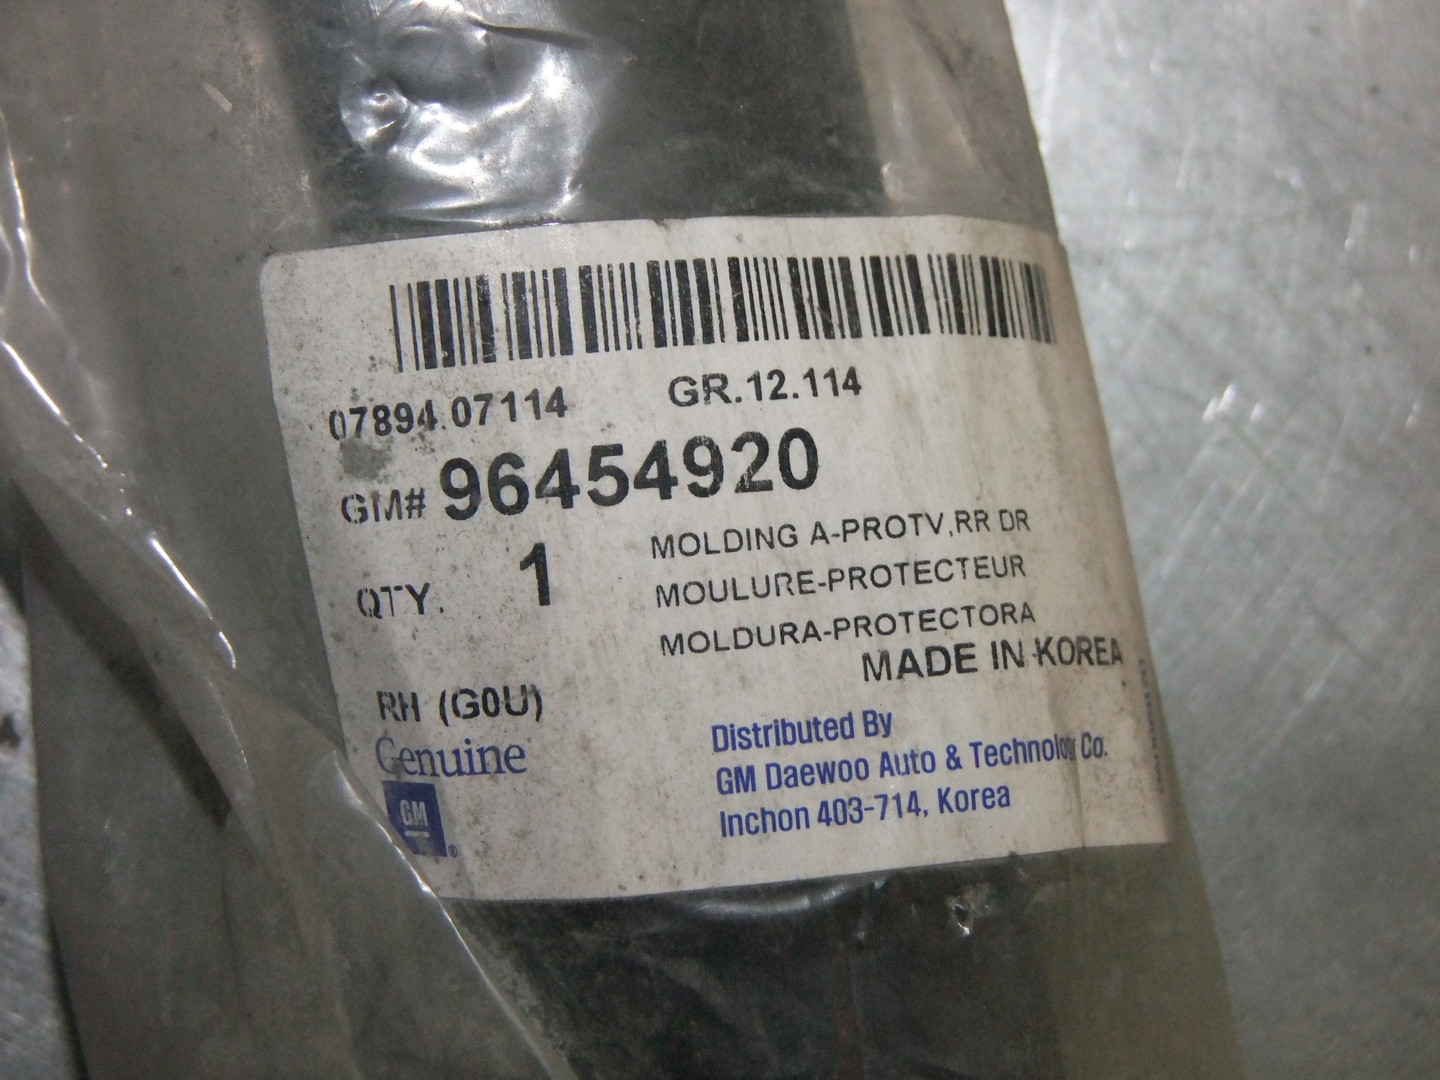 07894.07114 GR.12.114
GM# 96454920
QTY. 1
MOLDING A-PROTV,RR DR
MOULURE-PROTECTEUR
MOLDURA-PROTECTORA
MADE IN KOREA
RH (G0U)
Genuine
GM
®
Distributed By
GM Daewoo Auto & Technology Co.
Inchon 403-714, Korea